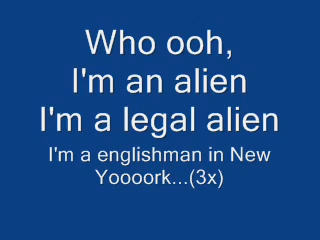 Who ooh,
I'm an alien
I'm a legal alien
I'm a englishman in New
Yoooork...(3x)